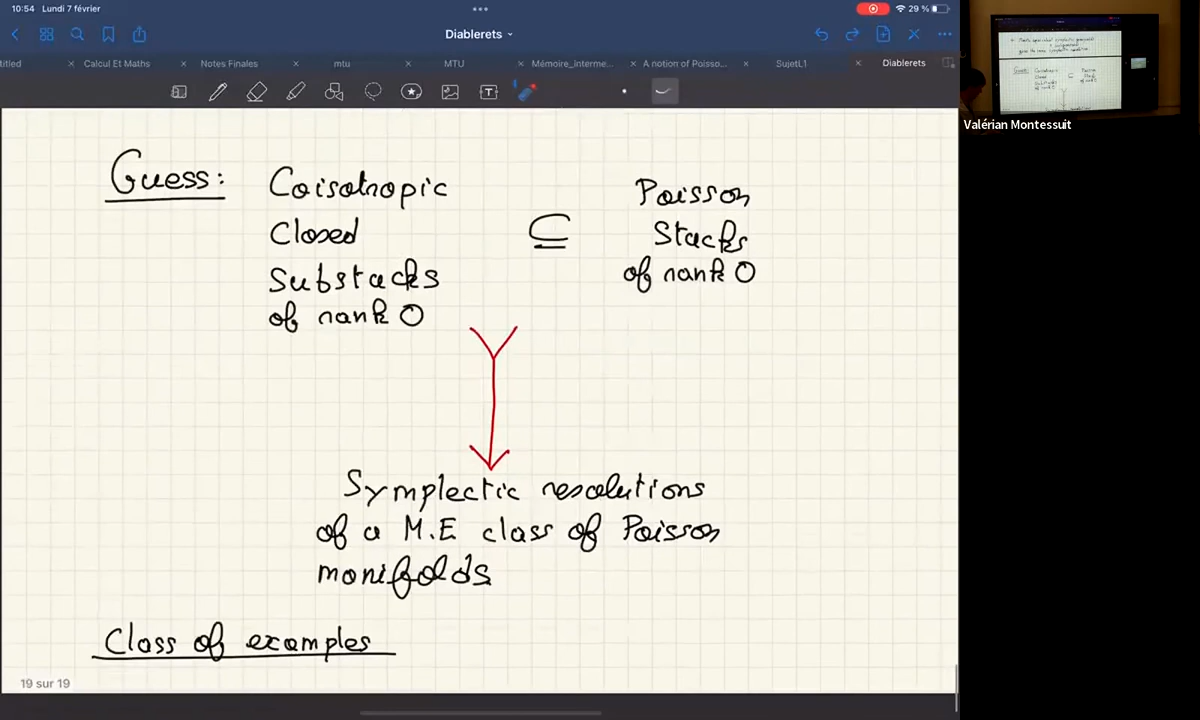 10:54 Lundi 7 février
29 %
Diablerets
Calcul Et Maths
Notes Finales
mtu
MTU
Mémoire_interme...
A notion of Poisso...
SujetL1
Diablerets
Guess: Coisotropic
Closed
Substacks
of rank 0
⊆
Poisson
Stacks
of rank 0
Symplectic resolutions
of a M.E class of Poisson
manifolds
Class of examples
19 sur 19
Valérian Montessuit